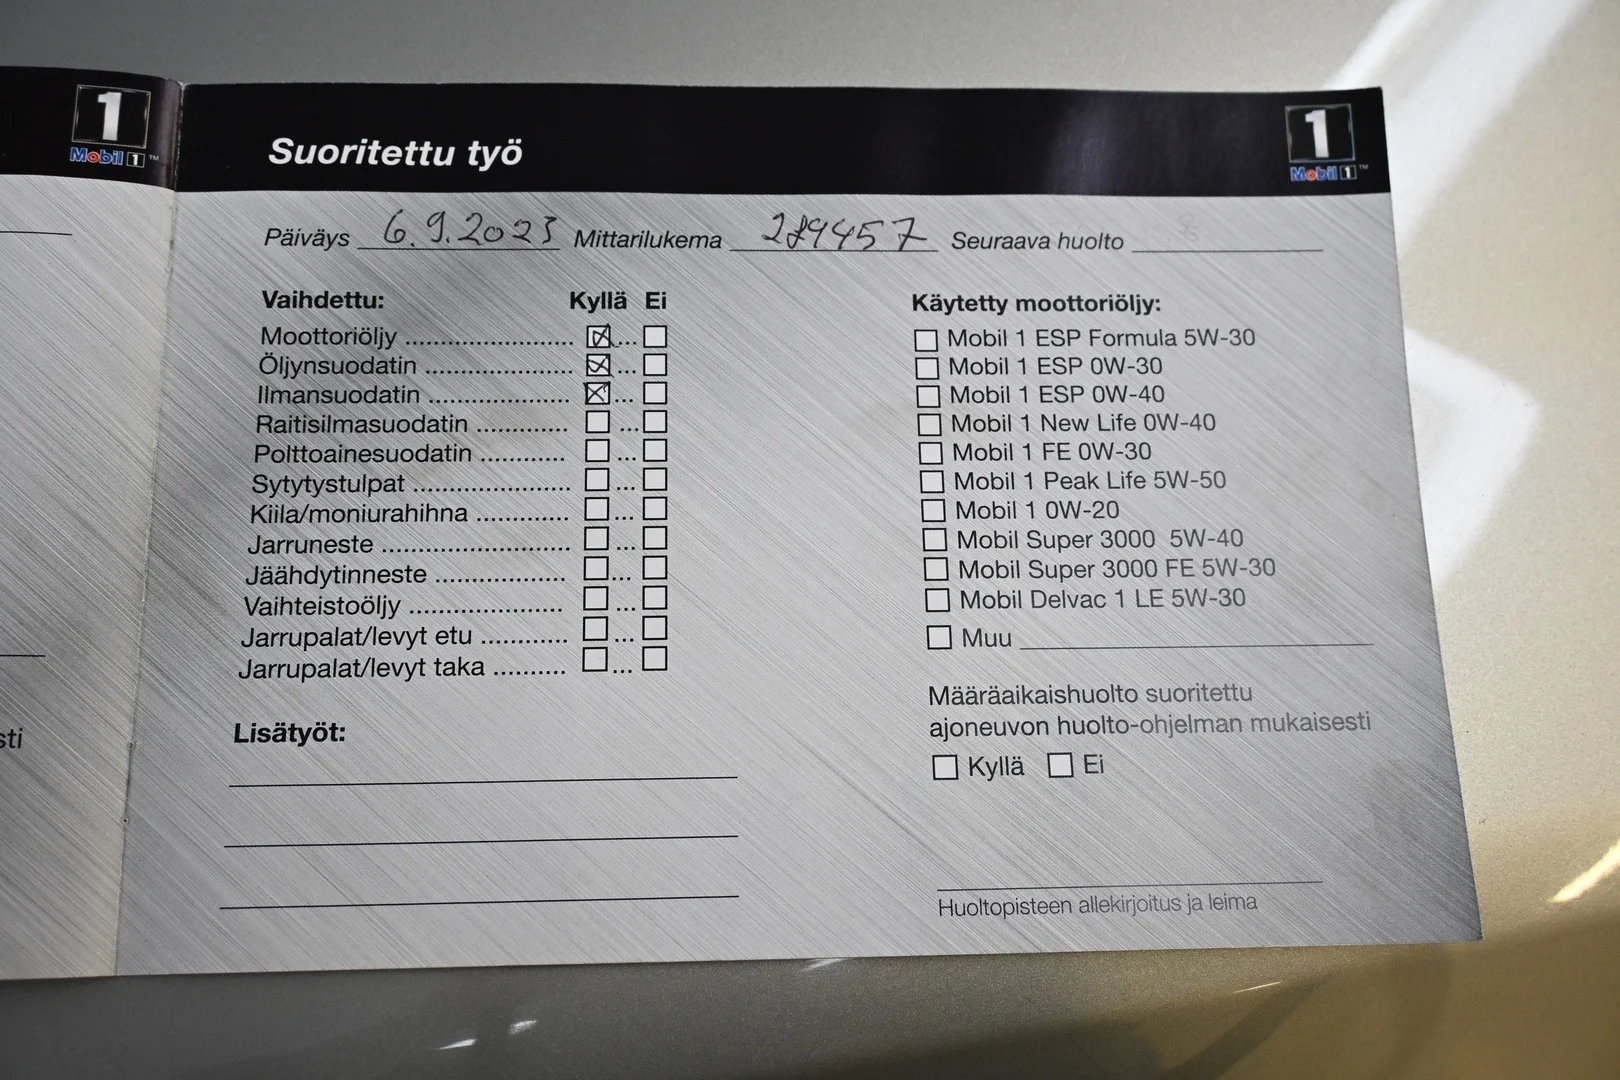 1
Mobil 1™
Suoritettu työ
1
Mobil 1™
Päiväys 6.9.2023 Mittarilukema 289457 Seuraava huolto
Vaihdettu: Kyllä Ei
Moottoriöljy
Öljynsuodatin
Ilmansuodatin
Raitisilmasuodatin
Polttoainesuodatin
Sytytystulpat
Kiila/moniurahihna
Jarruneste
Jäähdytinneste
Vaihteistoöljy
Jarrupalat/levyt etu
Jarrupalat/levyt taka
Lisätyöt:
Käytetty moottoriöljy:
Mobil 1 ESP Formula 5W-30
Mobil 1 ESP 0W-30
Mobil 1 ESP 0W-40
Mobil 1 New Life 0W-40
Mobil 1 FE 0W-30
Mobil 1 Peak Life 5W-50
Mobil 1 0W-20
Mobil Super 3000 5W-40
Mobil Super 3000 FE 5W-30
Mobil Delvac 1 LE 5W-30
Muu
Määräaikaishuolto suoritettu
ajoneuvon huolto-ohjelman mukaisesti
Kyllä Ei
Huoltopisteen allekirjoitus ja leima
sti